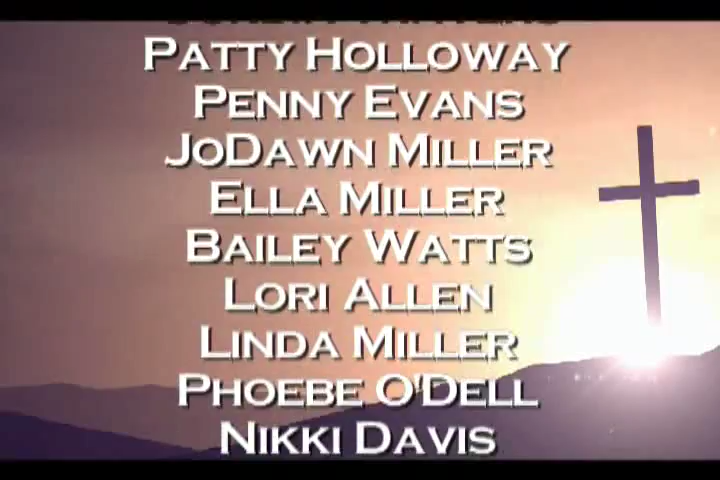 Patty Holloway
Penny Evans
JoDawn Miller
Ella Miller
Bailey Watts
Lori Allen
Linda Miller
Phoebe O'Dell
Nikki Davis